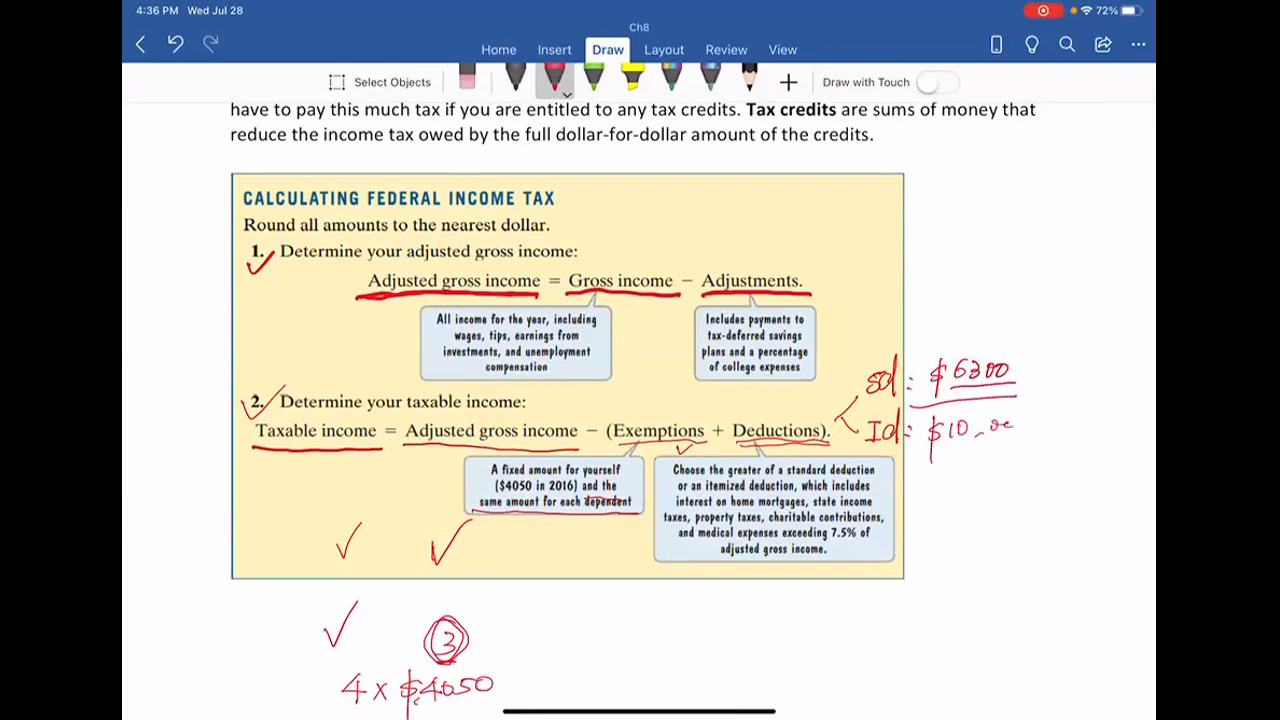 4:36 PM Wed Jul 28
72%
Ch8
Home Insert Draw Layout Review View
Select Objects
Draw with Touch
have to pay this much tax if you are entitled to any tax credits. Tax credits are sums of money that
reduce the income tax owed by the full dollar-for-dollar amount of the credits.
CALCULATING FEDERAL INCOME TAX
Round all amounts to the nearest dollar.
1. Determine your adjusted gross income:
Adjusted gross income = Gross income − Adjustments.
All income for the year, including
wages, tips, earnings from
investments, and unemployment
compensation
Includes payments to
tax-deferred savings
plans and a percentage
of college expenses
2. Determine your taxable income:
Taxable income = Adjusted gross income − (Exemptions + Deductions).
A fixed amount for yourself
($4050 in 2016) and the
same amount for each dependent
Choose the greater of a standard deduction
or an itemized deduction, which includes
interest on home mortgages, state income
taxes, property taxes, charitable contributions,
and medical expenses exceeding 7.5% of
adjusted gross income.
sd: $6300
Id: $10
3
4 x $4050